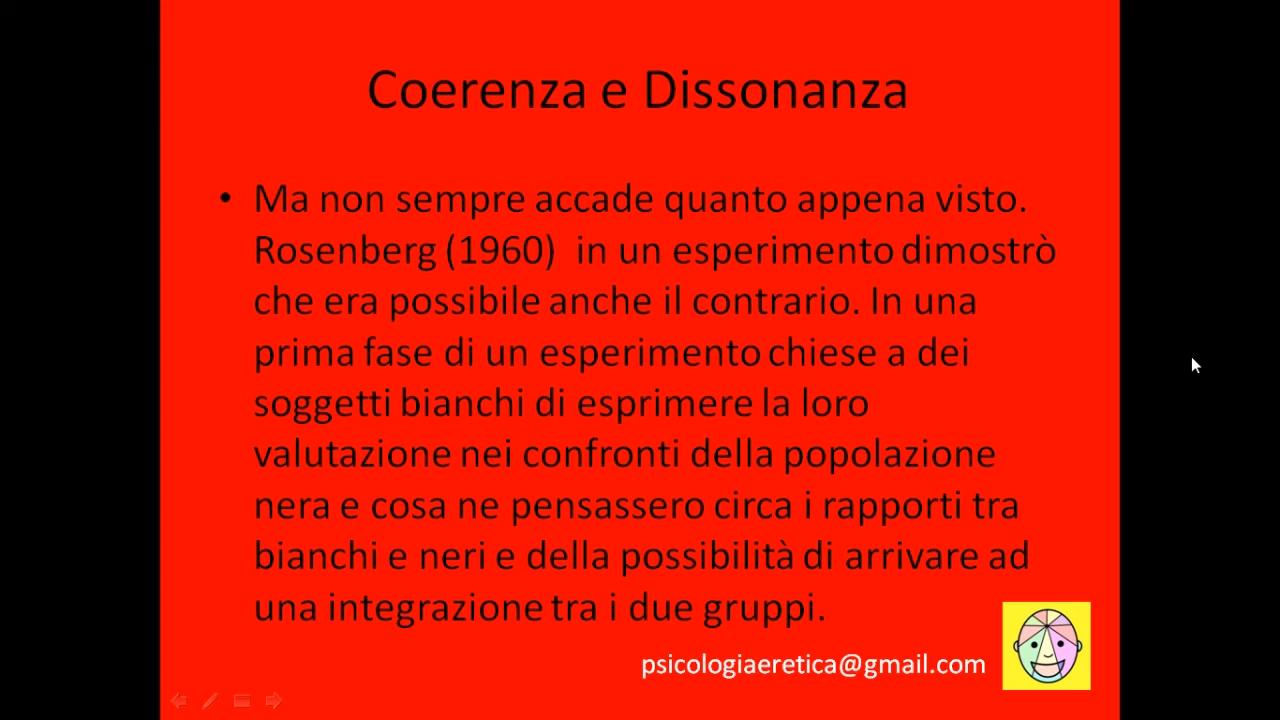 Coerenza e Dissonanza
• Ma non sempre accade quanto appena visto.
Rosenberg (1960)  in un esperimento dimostrò
che era possibile anche il contrario. In una
prima fase di un esperimento chiese a dei
soggetti bianchi di esprimere la loro
valutazione nei confronti della popolazione
nera e cosa ne pensassero circa i rapporti tra
bianchi e neri e della possibilità di arrivare ad
una integrazione tra i due gruppi.
psicologiaeretica@gmail.com